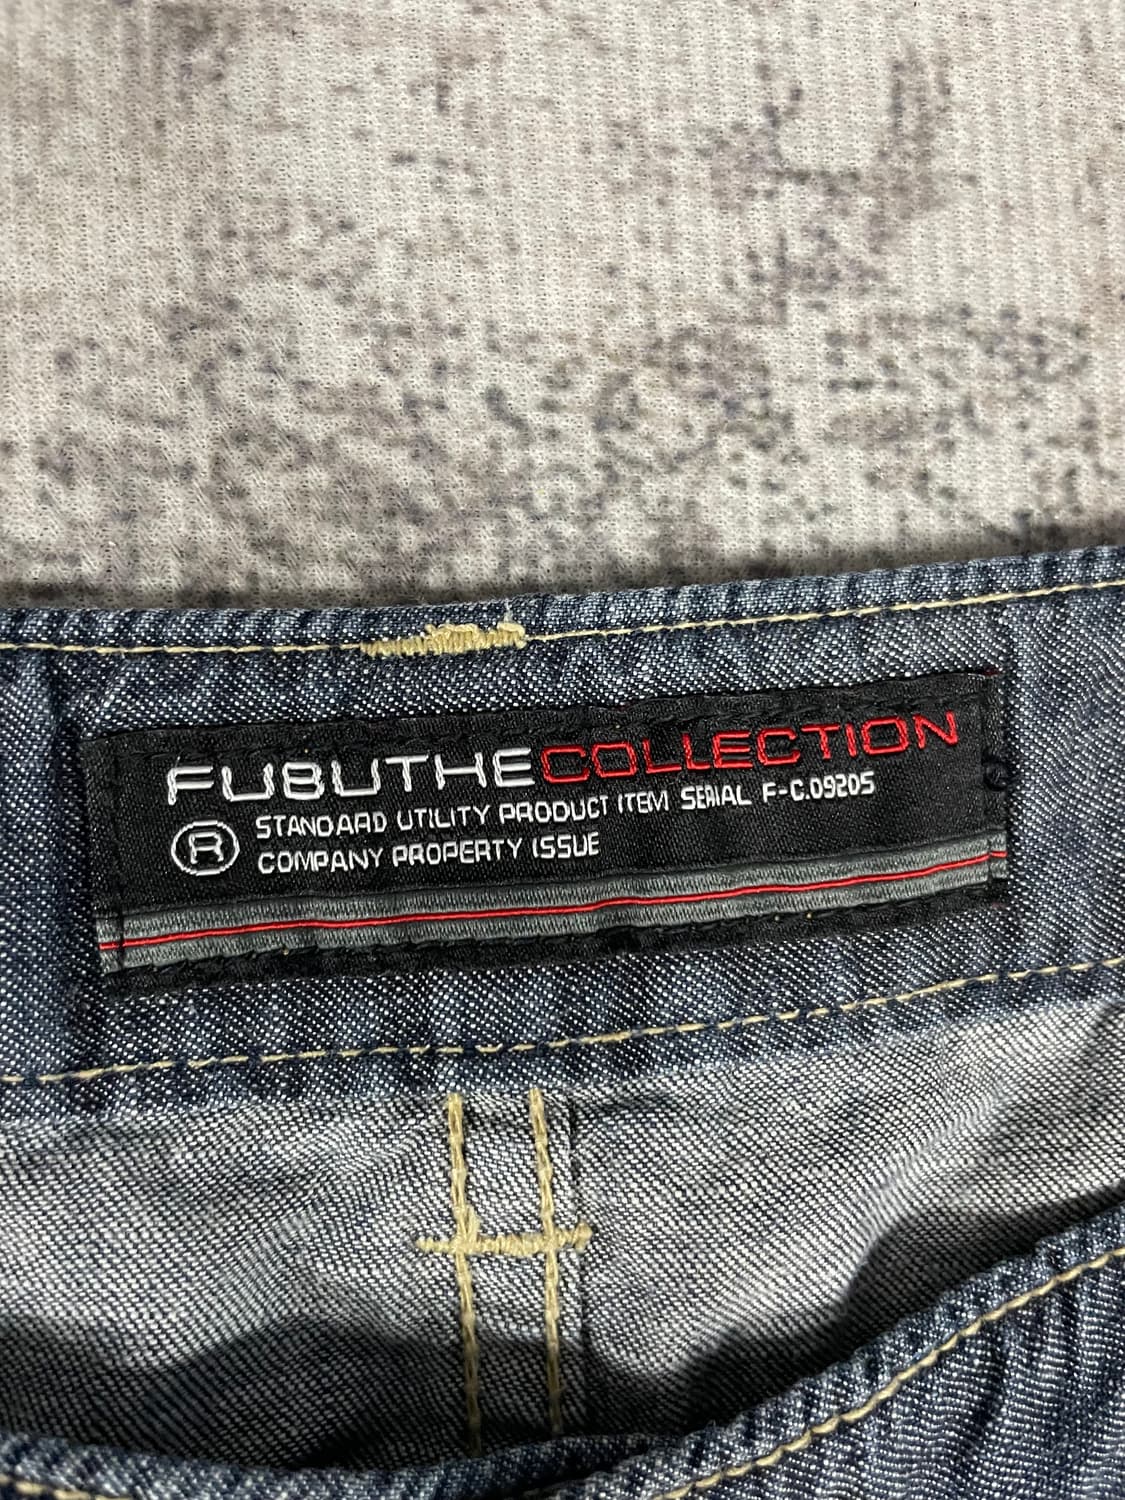 FUBUTHECOLLECTION
STANDARD UTILITY PRODUCT ITEM SERIAL F-C.09205
® COMPANY PROPERTY ISSUE